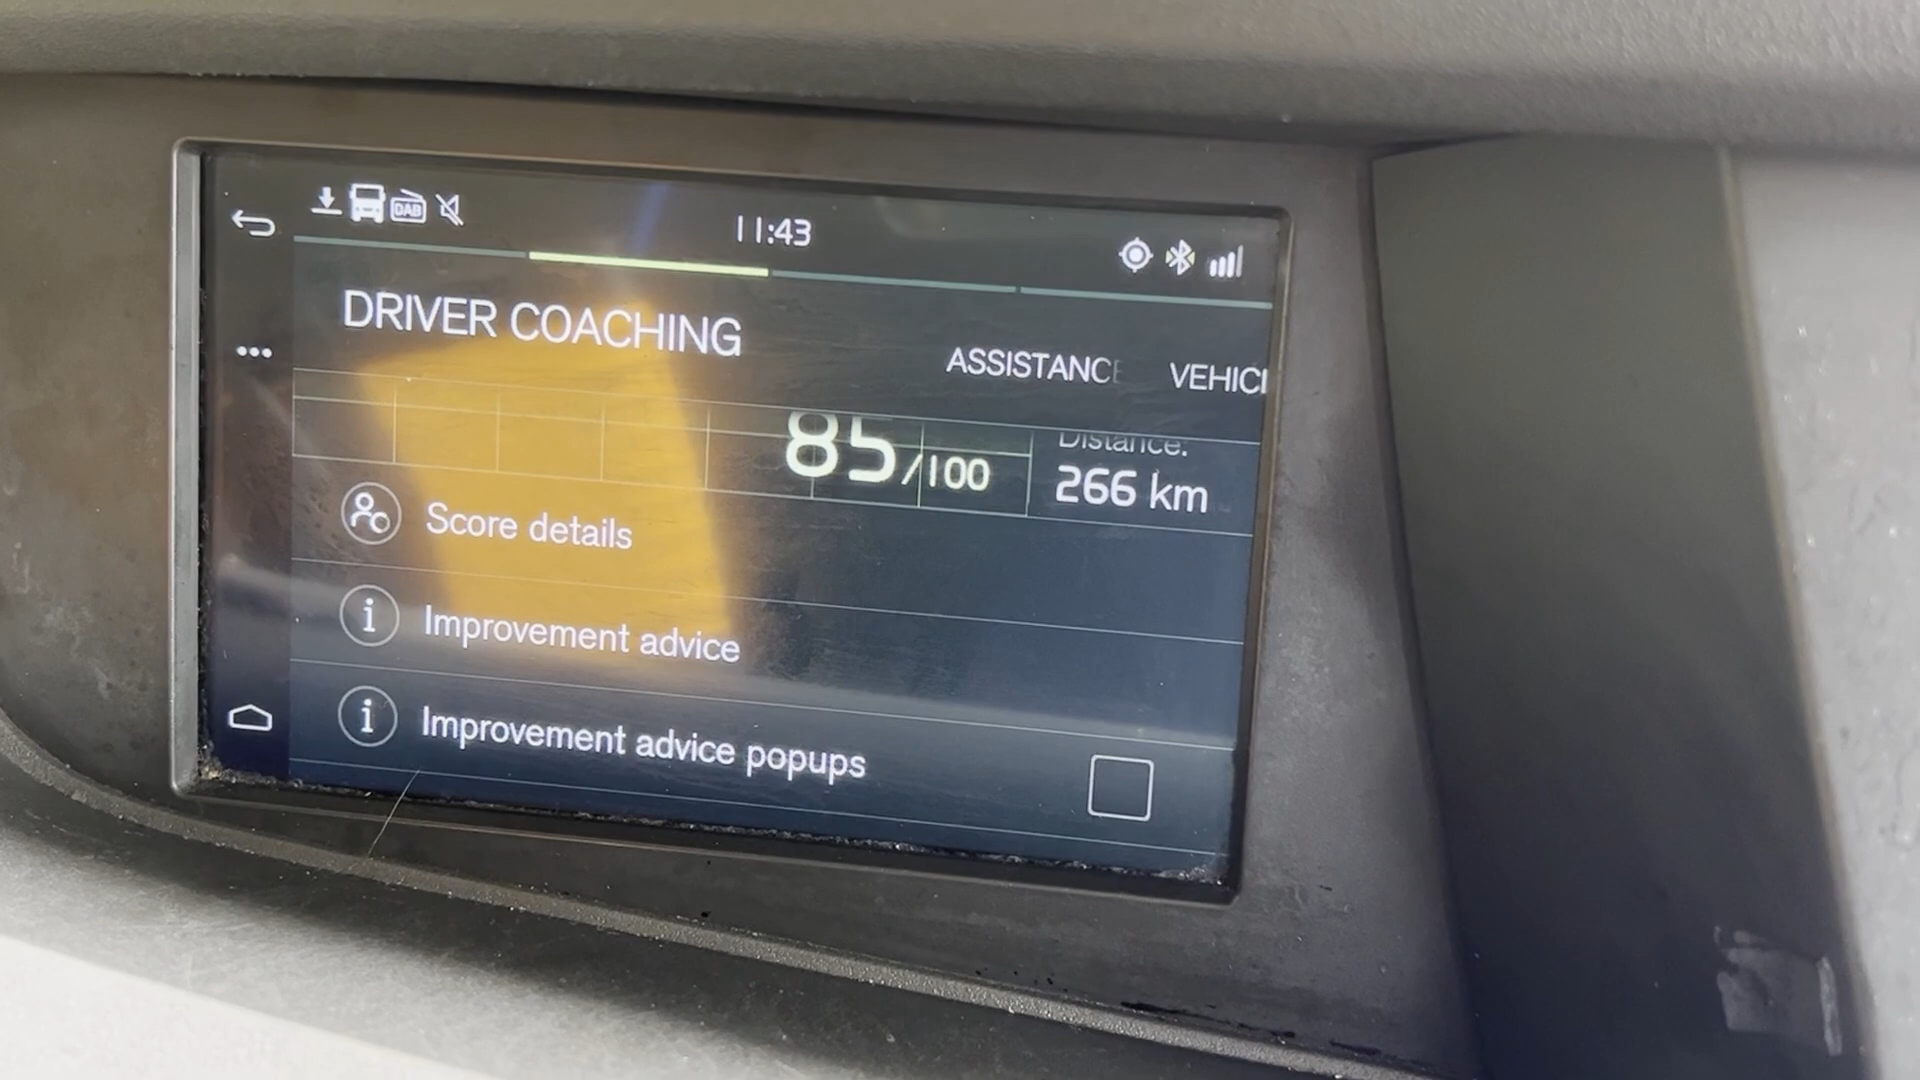 DAB
11:43
DRIVER COACHING
ASSISTANCE
VEHICL
85/100
Distance:
266 km
Score details
Improvement advice
Improvement advice popups